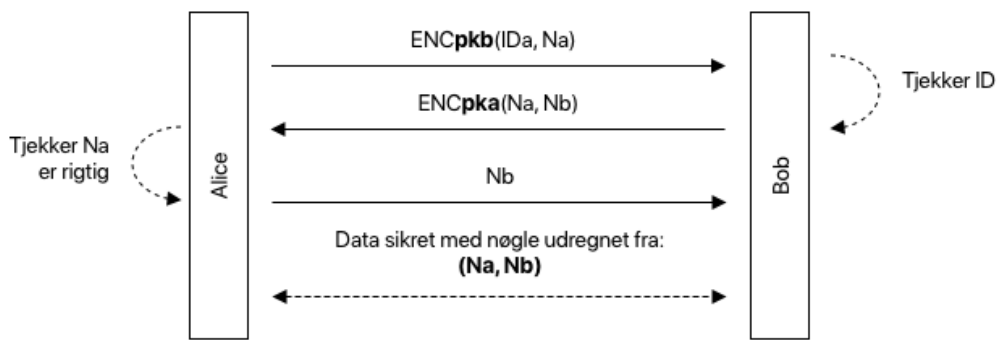 ENCpkb(IDa, Na)
Tjekker ID
ENCpka(Na, Nb)
Tjekker Na
er rigtig
Alice
Nb
Bob
Data sikret med nøgle udregnet fra:
(Na, Nb)